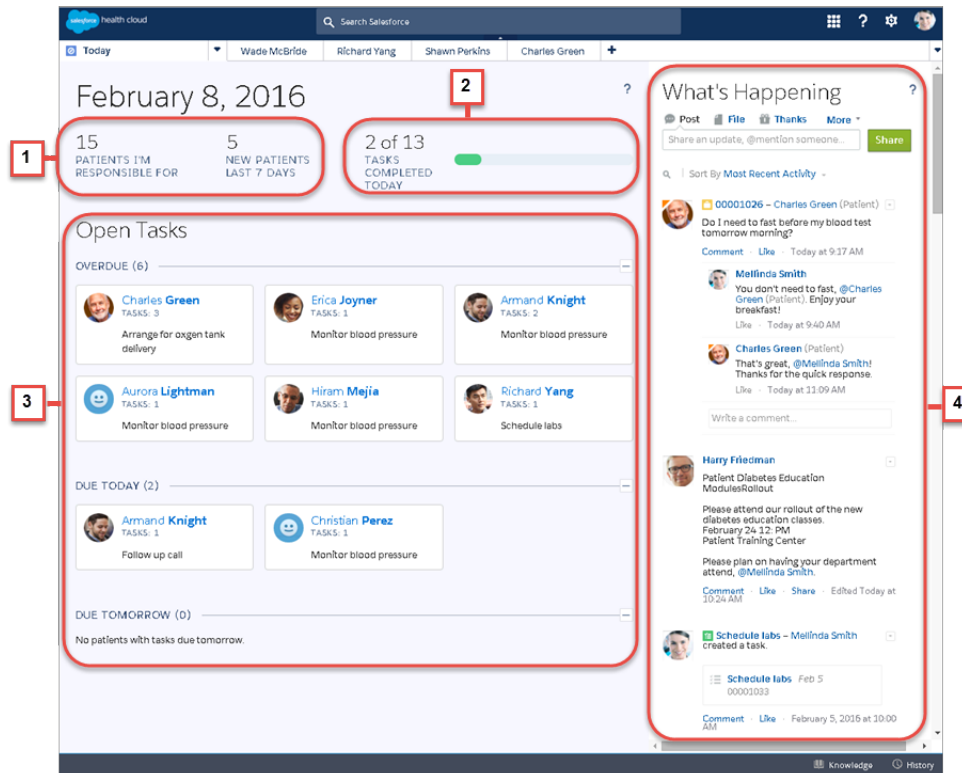 salesforce health cloud
Search Salesforce
?
Today
Wade McBride
Richard Yang
Shawn Perkins
Charles Green
+
February 8, 2016
?
1
15
PATIENTS I'M
RESPONSIBLE FOR
5
NEW PATIENTS
LAST 7 DAYS
2
2 of 13
TASKS
COMPLETED
TODAY
3
Open Tasks
OVERDUE (6)
Charles Green
TASKS: 3
Arrange for oxgen tank
delivery
Erica Joyner
TASKS: 1
Monitor blood pressure
Armand Knight
TASKS: 2
Monitor blood pressure
Aurora Lightman
TASKS: 1
Monitor blood pressure
Hiram Mejia
TASKS: 1
Monitor blood pressure
Richard Yang
TASKS: 1
Schedule labs
DUE TODAY (2)
Armand Knight
TASKS: 1
Follow up call
Christian Perez
TASKS: 1
Monitor blood pressure
DUE TOMORROW (0)
No patients with tasks due tomorrow.
4
What's Happening
?
Post File Thanks More
Share an update, @mention someone...
Share
Sort By Most Recent Activity
00001026 – Charles Green (Patient)
Do I need to fast before my blood test
tomorrow morning?
Comment · Like · Today at 9:17 AM
Mellinda Smith
You don't need to fast, @Charles
Green (Patient). Enjoy your
breakfast!
Like · Today at 9:40 AM
Charles Green (Patient)
That's great, @Mellinda Smith!
Thanks for the quick response.
Like · Today at 11:09 AM
Write a comment...
Harry Friedman
Patient Diabetes Education
ModulesRollout
Please attend our rollout of the new
diabetes education classes.
February 24 12: PM
Patient Training Center
Please plan on having your department
attend, @Mellinda Smith.
Comment · Like · Share · Edited Today at
10:24 AM
Schedule labs – Mellinda Smith
created a task.
Schedule labs Feb 5
00001033
Comment · Like · February 5, 2016 at 10:00
AM
Knowledge
History